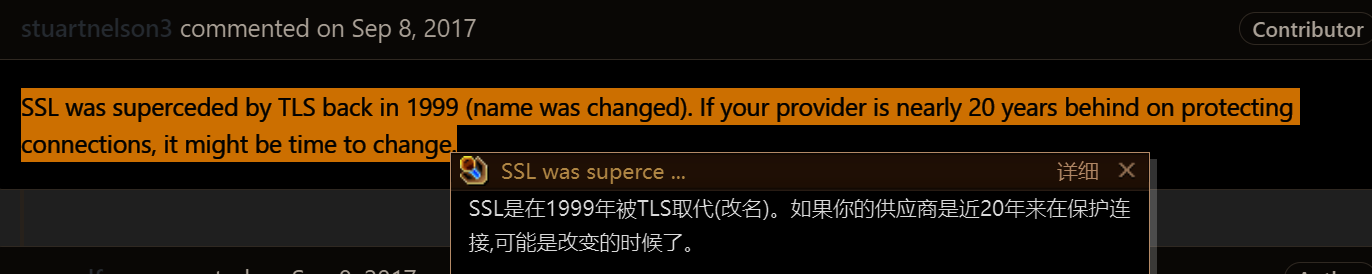 stuartnelson3 commented on Sep 8, 2017
Contributor
SSL was superceded by TLS back in 1999 (name was changed). If your provider is nearly 20 years behind on protecting
connections, it might be time to change.
SSL was superce ...
详细
SSL是在1999年被TLS取代(改名)。如果你的供应商是近20年来在保护连
接,可能是改变的时候了。